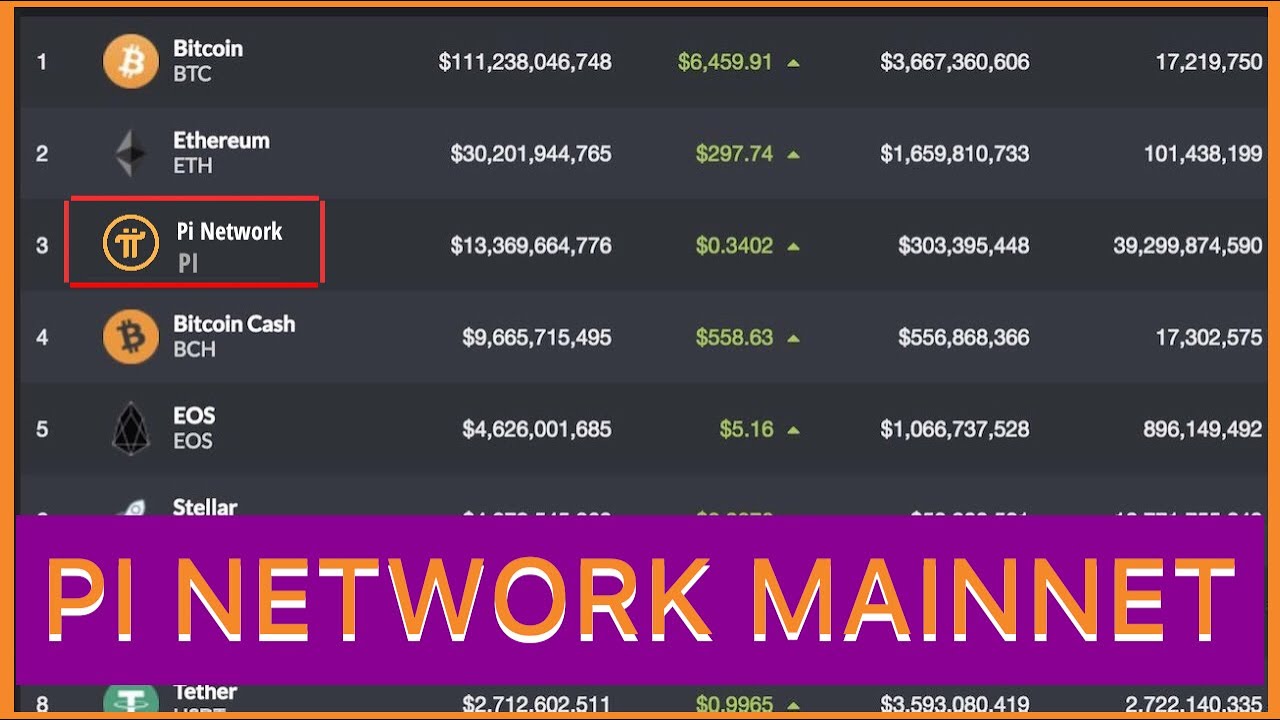 1 Bitcoin $111,238,046,748 $6,459.91 $3,667,360,606 17,219,750
BTC
2 Ethereum $30,201,944,765 $297.74 $1,659,810,733 101,438,199
ETH
3 Pi Network $13,369,664,776 $0.3402 $303,395,448 39,299,874,590
PI
4 Bitcoin Cash $9,665,715,495 $558.63 $556,868,366 17,302,575
BCH
5 EOS $4,626,001,685 $5.16 $1,066,737,528 896,149,492
EOS
Stellar
PI NETWORK MAINNET
8 Tether $2,712,602,511 $0.9965 $3,593,080,419 2,722,140,335